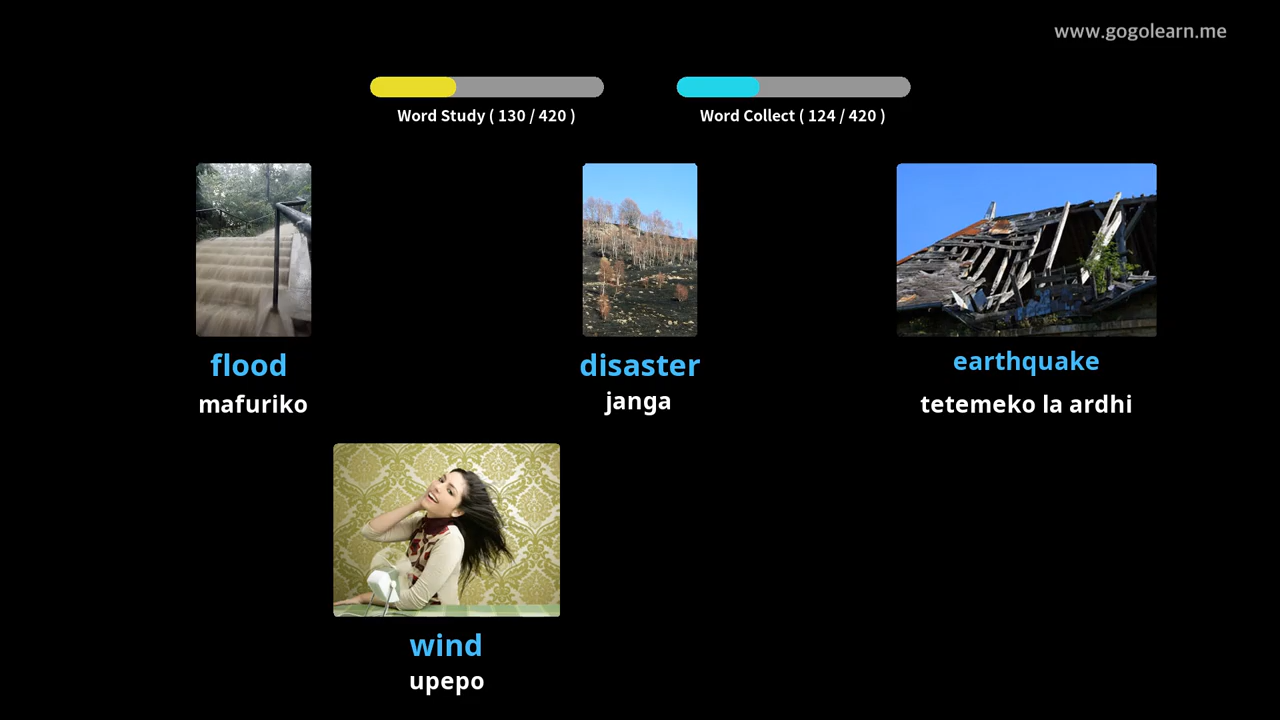 www.gogolearn.me
Word Study ( 130 / 420 )
Word Collect ( 124 / 420 )
flood
mafuriko
disaster
janga
earthquake
tetemeko la ardhi
wind
upepo